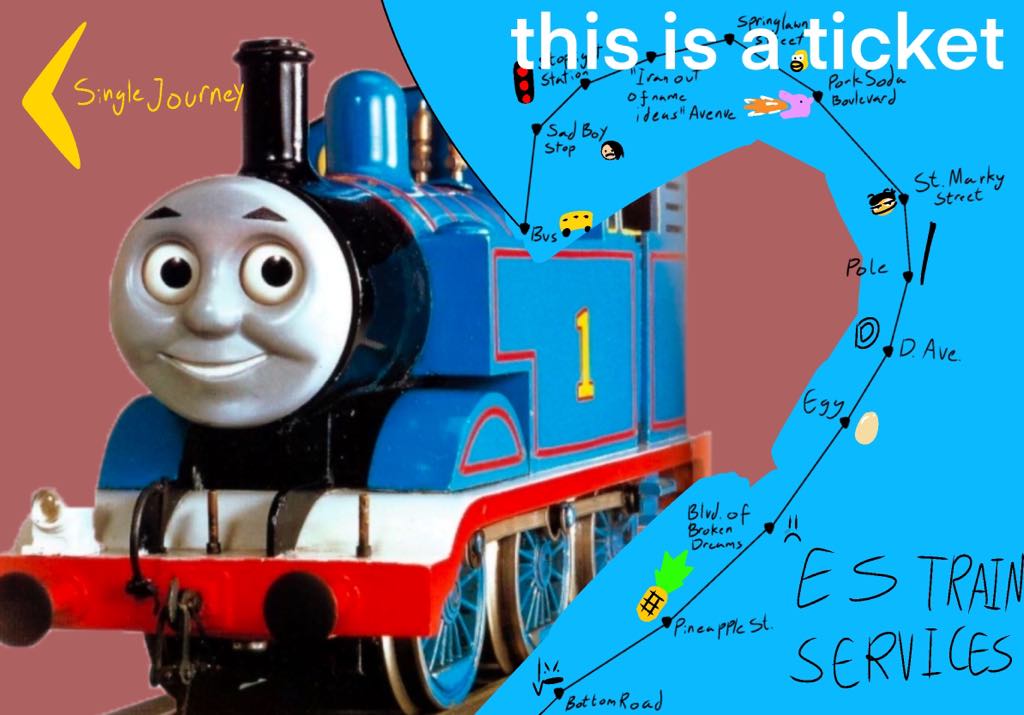 this is a ticket
Single Journey
Springlawn
Street
Stoplight
Station
"I ran out
of name
ideas" Avenue
Pork Soda
Boulevard
Sad Boy
Stop
St. Marky
Street
Bus
1
Pole
D
D. Ave.
Egy
Blvd. of
Broken
Dreams
Pineapple St.
Bottom Road
ES TRAIN
SERVICES